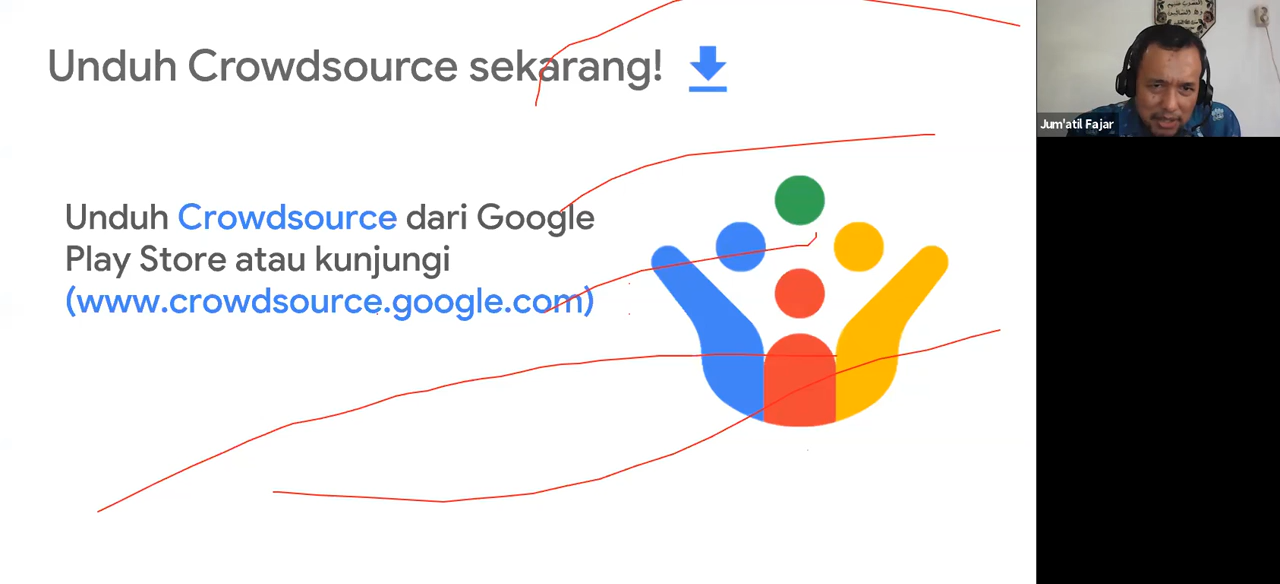 Unduh Crowdsource sekarang!
Unduh Crowdsource dari Google
Play Store atau kunjungi
(www.crowdsource.google.com)
Jum'atil Fajar